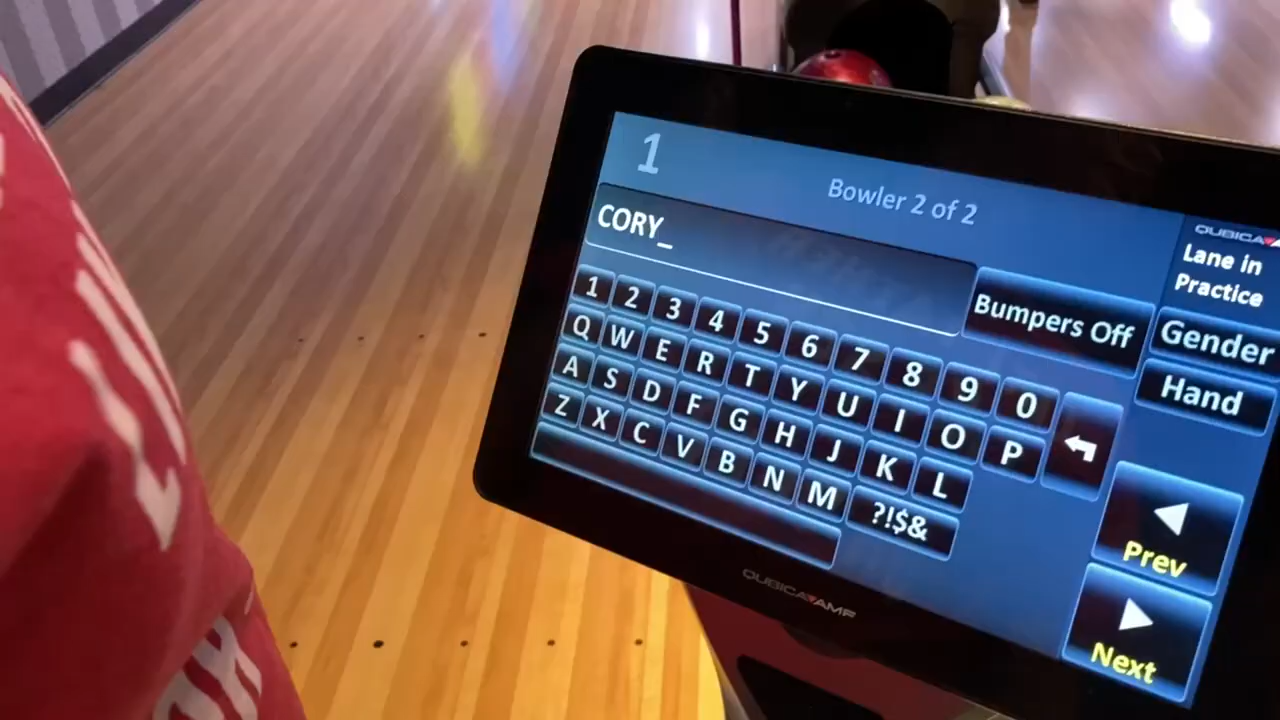 1
Bowler 2 of 2
CORY_
QUBICA
Lane in
Practice
Bumpers Off
Gender
Hand
1 2 3 4 5 6 7 8 9 0
Q W E R T Y U I O P
A S D F G H J K L
Z X C V B N M ?!$&
Prev
Next
QUBICAAMF